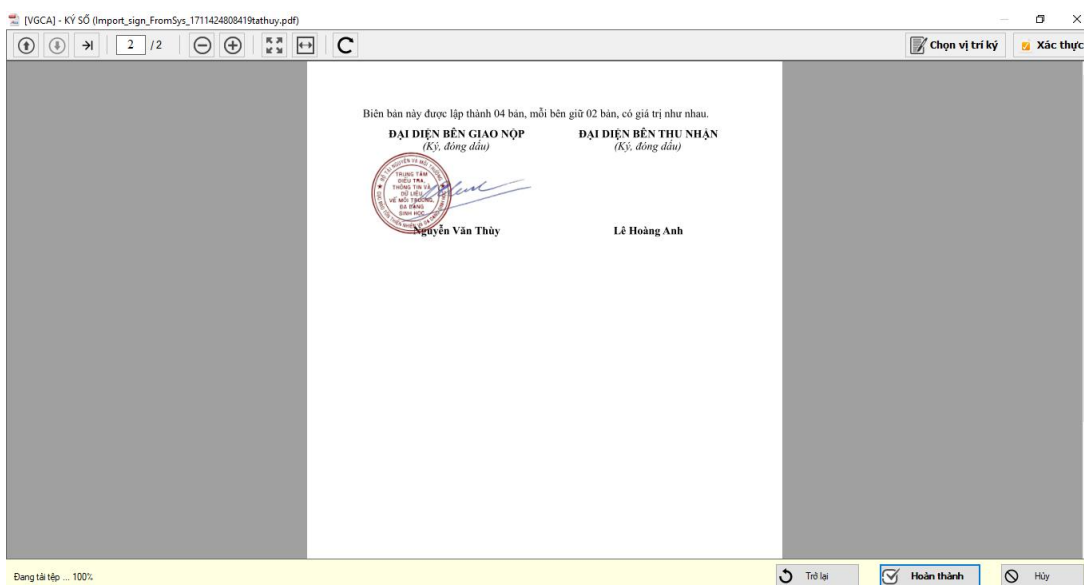 [VGCA] - KÝ SỐ (Import_sign_FromSys_1711424808419tathuy.pdf)
2 /2
Chọn vị trí ký
Xác thực
Biên bản này được lập thành 04 bản, mỗi bên giữ 02 bản, có giá trị như nhau.
ĐẠI DIỆN BÊN GIAO NỘP
(Ký, đóng dấu)
ĐẠI DIỆN BÊN THU NHẬN
(Ký, đóng dấu)
TRUNG TÂM
ĐIỀU TRA,
THÔNG TIN VÀ
DỮ LIỆU
VỀ MÔI TRƯỜNG,
ĐA DẠNG
SINH HỌC
Nguyễn Văn Thùy
Lê Hoàng Anh
Đang tải tệp ... 100%
Trở lại
Hoàn thành
Hủy